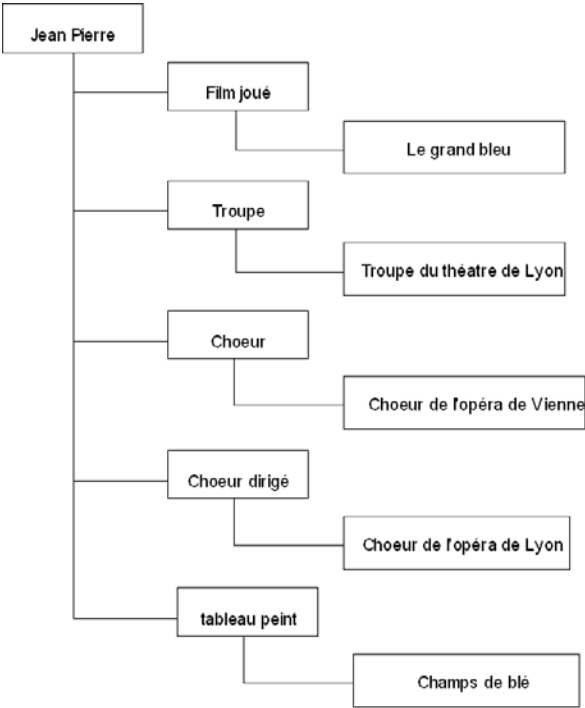 Jean Pierre
Film joué
Le grand bleu
Troupe
Troupe du théatre de Lyon
Choeur
Choeur de l'opéra de Vienne
Choeur dirigé
Choeur de l'opéra de Lyon
tableau peint
Champs de blé